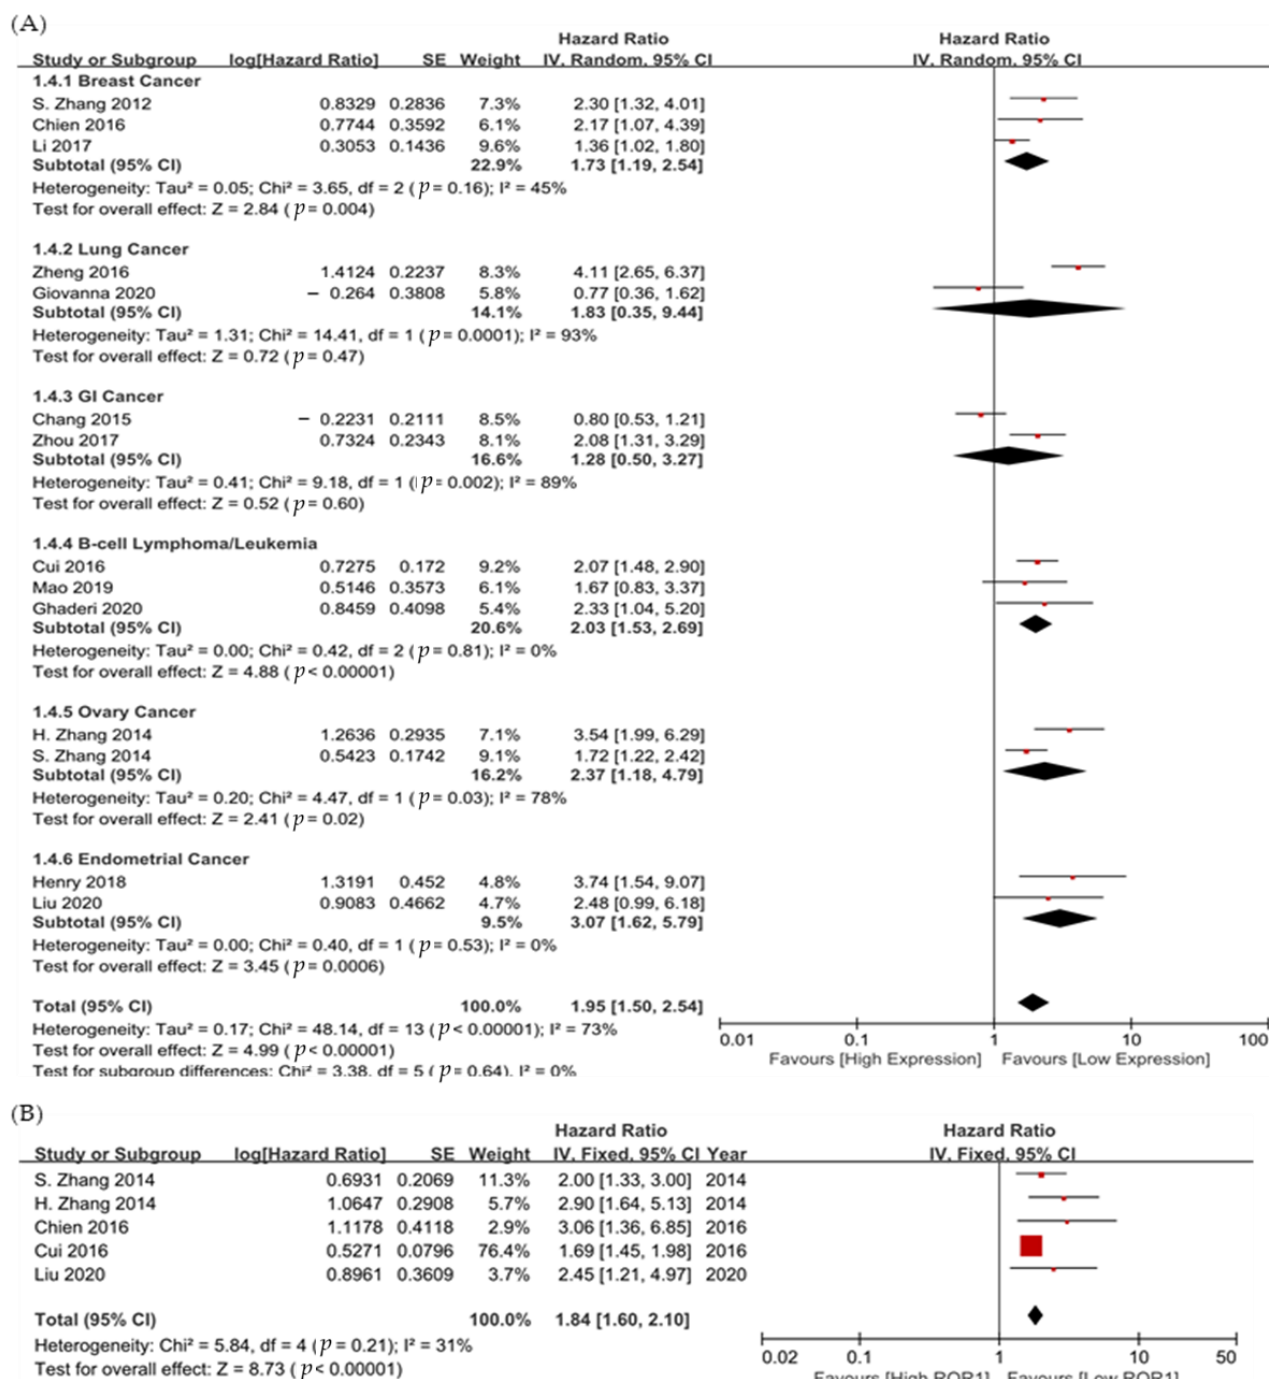 (A)
Hazard Ratio Hazard Ratio
Study or Subgroup log[Hazard Ratio] SE Weight IV, Random, 95% CI IV, Random, 95% CI
1.4.1 Breast Cancer
S. Zhang 2012 0.8329 0.2836 7.3% 2.30 [1.32, 4.01]
Chien 2016 0.7744 0.3592 6.1% 2.17 [1.07, 4.39]
Li 2017 0.3053 0.1436 9.6% 1.36 [1.02, 1.80]
Subtotal (95% CI) 22.9% 1.73 [1.19, 2.54]
Heterogeneity: Tau² = 0.05; Chi² = 3.65, df = 2 (p = 0.16); I² = 45%
Test for overall effect: Z = 2.84 (p = 0.004)
1.4.2 Lung Cancer
Zheng 2016 1.4124 0.2237 8.3% 4.11 [2.65, 6.37]
Giovanna 2020 − 0.264 0.3808 5.8% 0.77 [0.36, 1.62]
Subtotal (95% CI) 14.1% 1.83 [0.35, 9.44]
Heterogeneity: Tau² = 1.31; Chi² = 14.41, df = 1 (p = 0.0001); I² = 93%
Test for overall effect: Z = 0.72 (p = 0.47)
1.4.3 GI Cancer
Chang 2015 − 0.2231 0.2111 8.5% 0.80 [0.53, 1.21]
Zhou 2017 0.7324 0.2343 8.1% 2.08 [1.31, 3.29]
Subtotal (95% CI) 16.6% 1.28 [0.50, 3.27]
Heterogeneity: Tau² = 0.41; Chi² = 9.18, df = 1 (p = 0.002); I² = 89%
Test for overall effect: Z = 0.52 (p = 0.60)
1.4.4 B-cell Lymphoma/Leukemia
Cui 2016 0.7275 0.172 9.2% 2.07 [1.48, 2.90]
Mao 2019 0.5146 0.3573 6.1% 1.67 [0.83, 3.37]
Ghaderi 2020 0.8459 0.4098 5.4% 2.33 [1.04, 5.20]
Subtotal (95% CI) 20.6% 2.03 [1.53, 2.69]
Heterogeneity: Tau² = 0.00; Chi² = 0.42, df = 2 (p = 0.81); I² = 0%
Test for overall effect: Z = 4.88 (p < 0.00001)
1.4.5 Ovary Cancer
H. Zhang 2014 1.2636 0.2935 7.1% 3.54 [1.99, 6.29]
S. Zhang 2014 0.5423 0.1742 9.1% 1.72 [1.22, 2.42]
Subtotal (95% CI) 16.2% 2.37 [1.18, 4.79]
Heterogeneity: Tau² = 0.20; Chi² = 4.47, df = 1 (p = 0.03); I² = 78%
Test for overall effect: Z = 2.41 (p = 0.02)
1.4.6 Endometrial Cancer
Henry 2018 1.3191 0.452 4.8% 3.74 [1.54, 9.07]
Liu 2020 0.9083 0.4662 4.7% 2.48 [0.99, 6.18]
Subtotal (95% CI) 9.5% 3.07 [1.62, 5.79]
Heterogeneity: Tau² = 0.00; Chi² = 0.40, df = 1 (p = 0.53); I² = 0%
Test for overall effect: Z = 3.45 (p = 0.0006)
Total (95% CI) 100.0% 1.95 [1.50, 2.54]
Heterogeneity: Tau² = 0.17; Chi² = 48.14, df = 13 (p < 0.00001); I² = 73%
Test for overall effect: Z = 4.99 (p < 0.00001)
Test for subgroup differences: Chi² = 3.38, df = 5 (p = 0.64), I² = 0%
0.01 0.1 1 10 100
Favours [High Expression] Favours [Low Expression]
(B)
Hazard Ratio Hazard Ratio
Study or Subgroup log[Hazard Ratio] SE Weight IV, Fixed, 95% CI Year IV, Fixed, 95% CI
S. Zhang 2014 0.6931 0.2069 11.3% 2.00 [1.33, 3.00] 2014
H. Zhang 2014 1.0647 0.2908 5.7% 2.90 [1.64, 5.13] 2014
Chien 2016 1.1178 0.4118 2.9% 3.06 [1.36, 6.85] 2016
Cui 2016 0.5271 0.0796 76.4% 1.69 [1.45, 1.98] 2016
Liu 2020 0.8961 0.3609 3.7% 2.45 [1.21, 4.97] 2020
Total (95% CI) 100.0% 1.84 [1.60, 2.10]
Heterogeneity: Chi² = 5.84, df = 4 (p = 0.21); I² = 31%
Test for overall effect: Z = 8.73 (p < 0.00001)
0.02 0.1 1 10 50
Favours [High ROR1] Favours [Low ROR1]